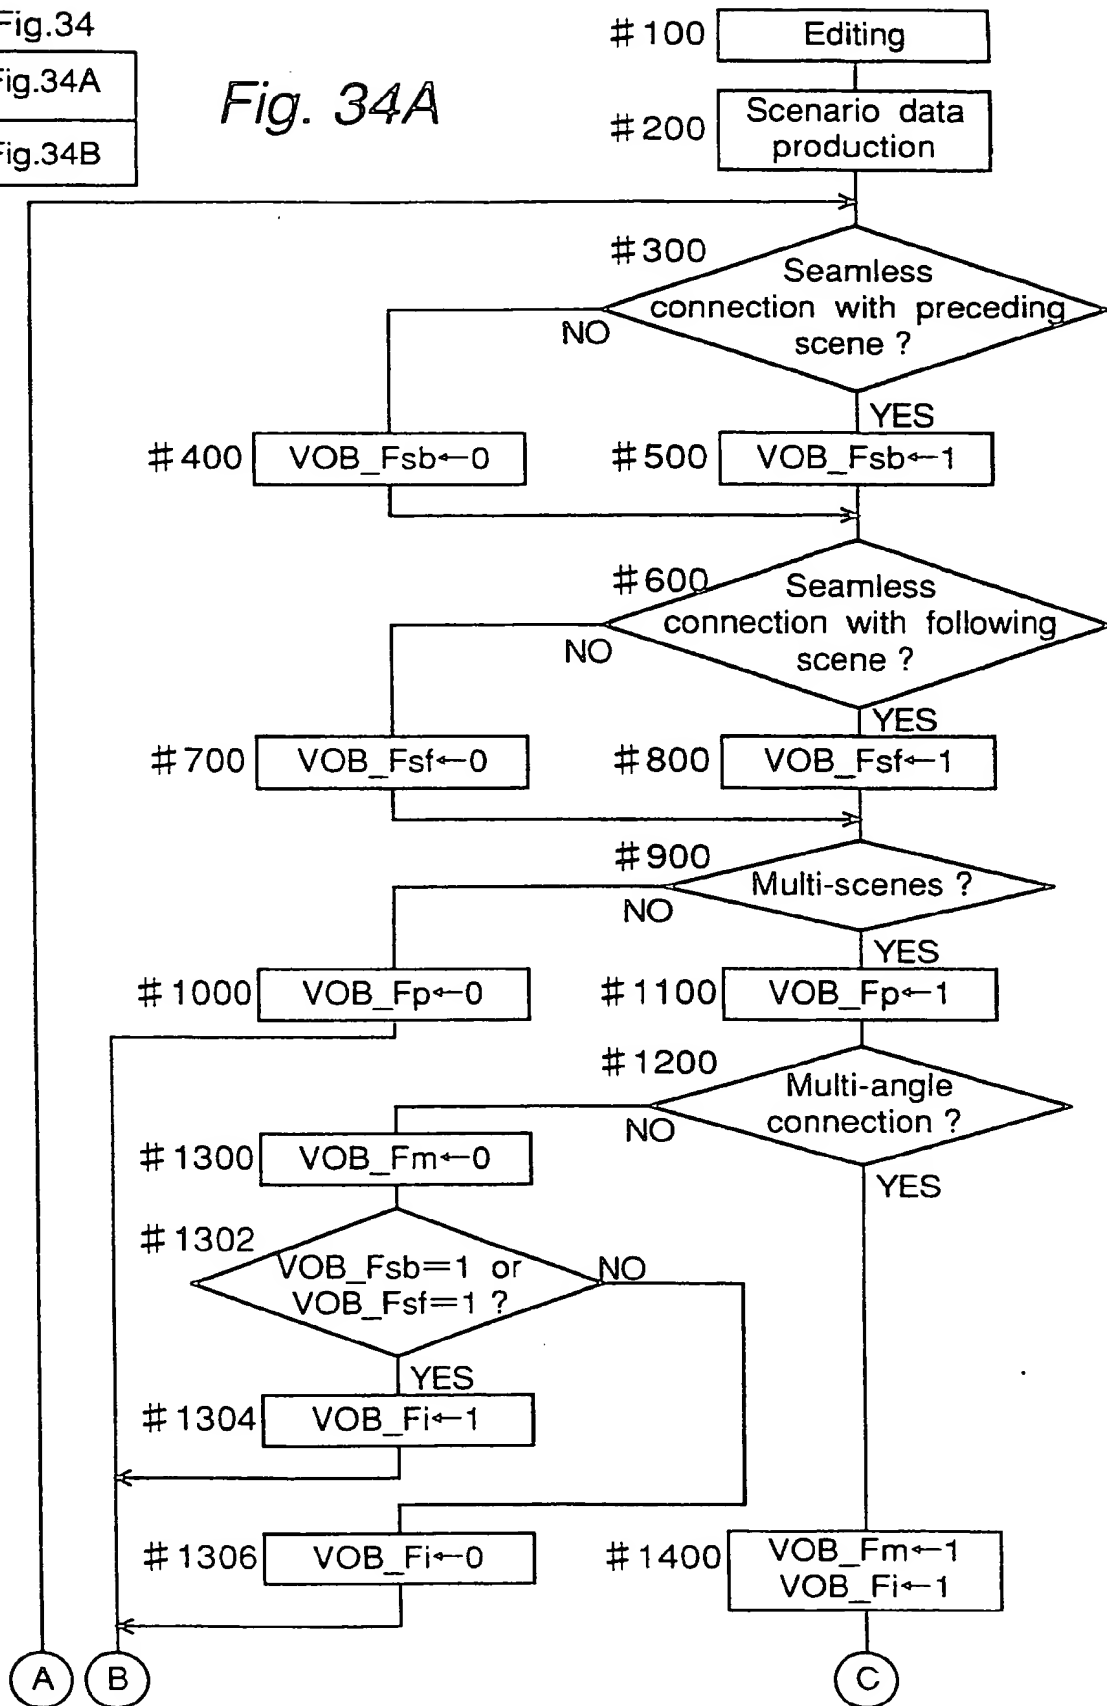 Fig.34
Fig.34A
Fig.34B
Fig. 34A
#100 Editing
#200 Scenario data
production
#300 Seamless
connection with preceding
scene ?
NO
YES
#400 VOB_Fsb←0
#500 VOB_Fsb←1
#600 Seamless
connection with following
scene ?
NO
YES
#700 VOB_Fsf←0
#800 VOB_Fsf←1
#900 Multi-scenes ?
NO
YES
#1000 VOB_Fp←0
#1100 VOB_Fp←1
#1200 Multi-angle
connection ?
NO
YES
#1300 VOB_Fm←0
#1302 VOB_Fsb=1 or
VOB_Fsf=1 ?
NO
YES
#1304 VOB_Fi←1
#1306 VOB_Fi←0
#1400 VOB_Fm←1
VOB_Fi←1
A B C